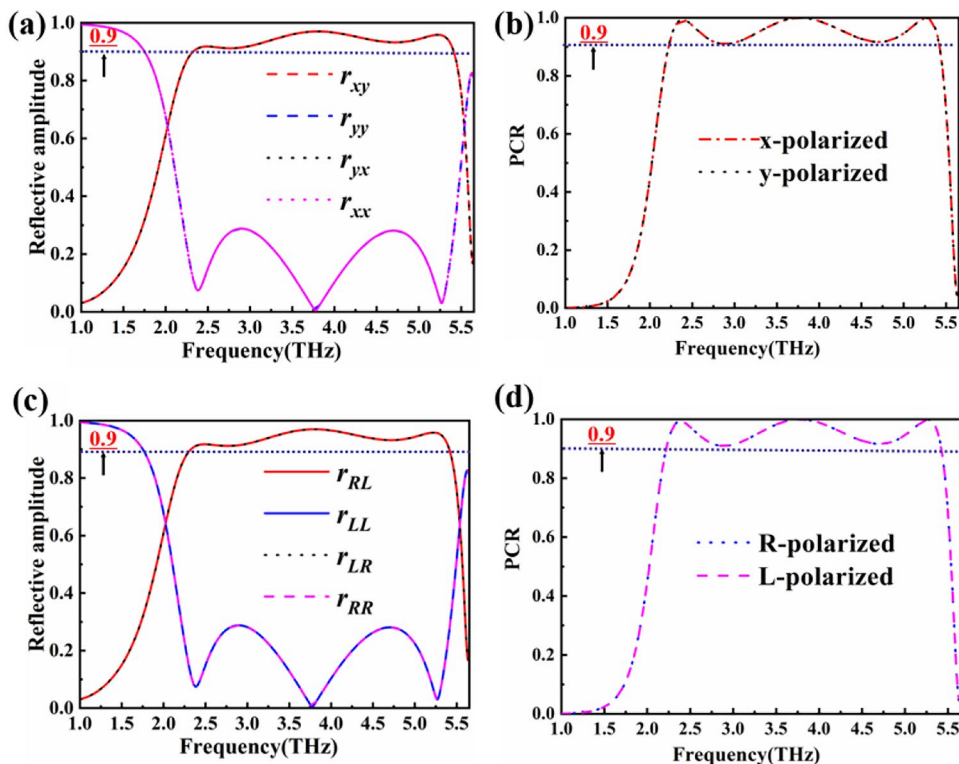 (a)
Reflective amplitude
1.0
0.8
0.6
0.4
0.2
0.0
0.9
r_xy
r_yy
r_yx
r_xx
1.0 1.5 2.0 2.5 3.0 3.5 4.0 4.5 5.0 5.5
Frequency(THz)
(b)
PCR
1.0
0.8
0.6
0.4
0.2
0.0
0.9
x-polarized
y-polarized
1.0 1.5 2.0 2.5 3.0 3.5 4.0 4.5 5.0 5.5
Frequency(THz)
(c)
Reflective amplitude
1.0
0.8
0.6
0.4
0.2
0.0
0.9
r_RL
r_LL
r_LR
r_RR
1.0 1.5 2.0 2.5 3.0 3.5 4.0 4.5 5.0 5.5
Frequency(THz)
(d)
PCR
1.0
0.8
0.6
0.4
0.2
0.0
0.9
R-polarized
L-polarized
1.0 1.5 2.0 2.5 3.0 3.5 4.0 4.5 5.0 5.5
Frequency(THz)